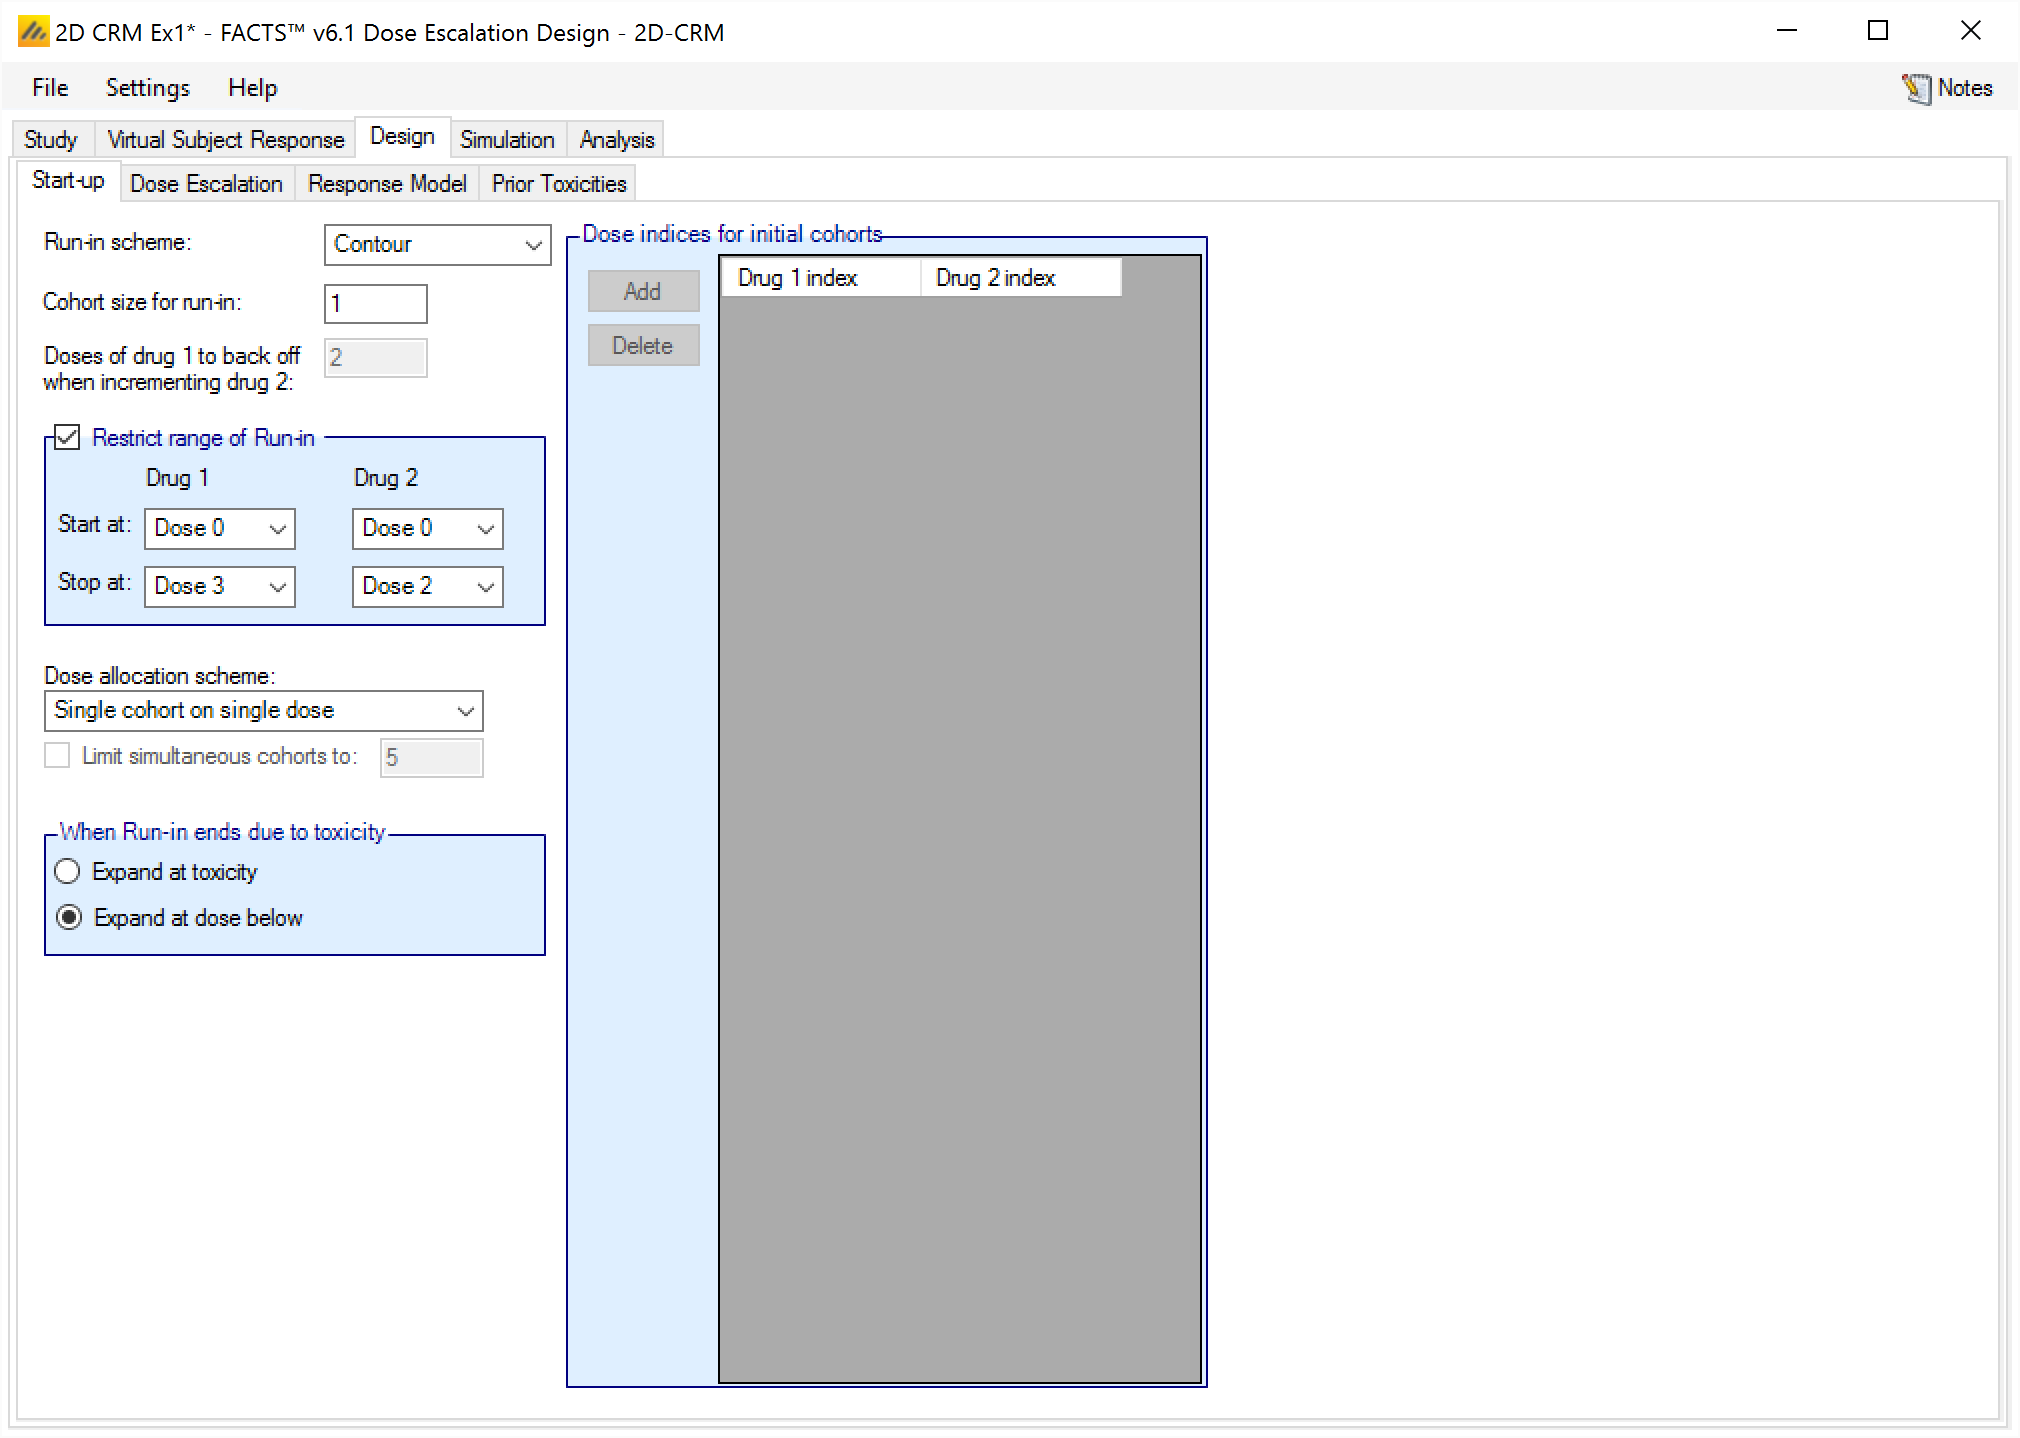 2D CRM Ex1* - FACTS™ v6.1 Dose Escalation Design - 2D-CRM
File Settings Help Notes
Study Virtual Subject Response Design Simulation Analysis
Start-up Dose Escalation Response Model Prior Toxicities
Run-in scheme: Contour
Cohort size for run-in: 1
Doses of drug 1 to back off
when incrementing drug 2: 2
Restrict range of Run-in
Drug 1 Drug 2
Start at: Dose 0 Dose 0
Stop at: Dose 3 Dose 2
Dose allocation scheme:
Single cohort on single dose
Limit simultaneous cohorts to: 5
When Run-in ends due to toxicity
Expand at toxicity
Expand at dose below
Dose indices for initial cohorts
Add
Delete
Drug 1 index Drug 2 index